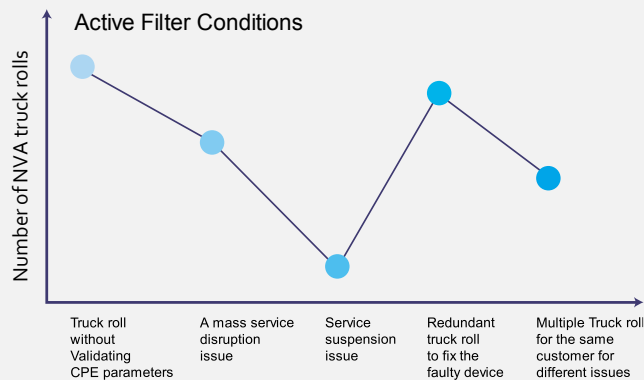 Active Filter Conditions
Number of NVA truck rolls
Truck roll
without
Validating
CPE parameters
A mass service
disruption
issue
Service
suspension
issue
Redundant
truck roll
to fix the
faulty device
Multiple Truck roll
for the same
customer for
different issues